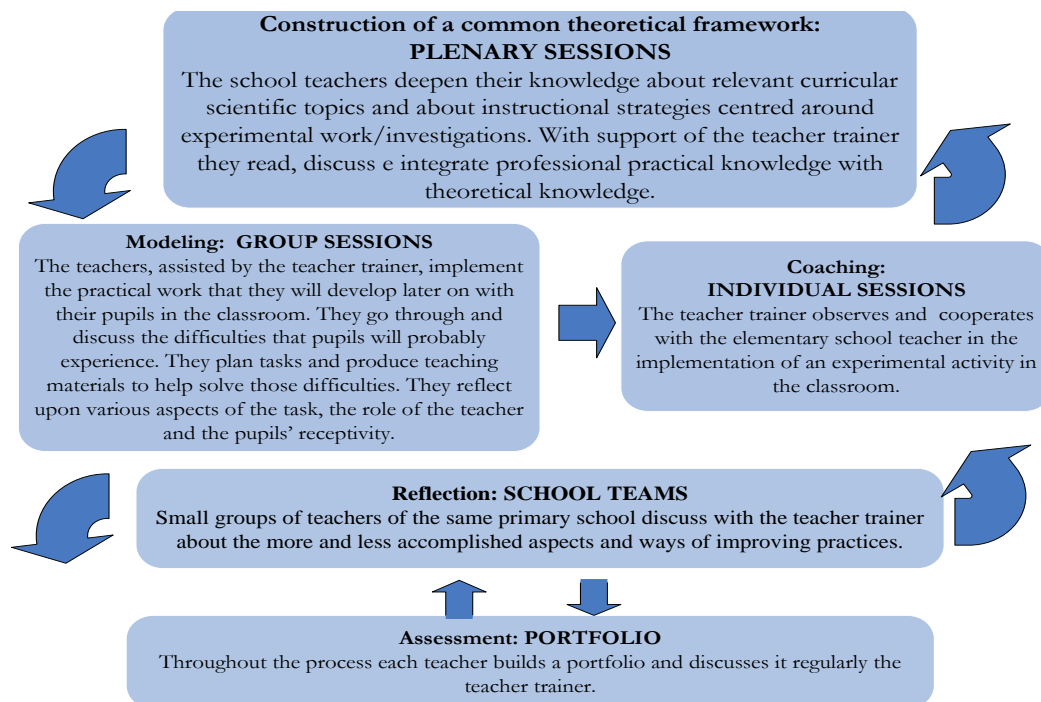 Construction of a common theoretical framework:
PLENARY SESSIONS
The school teachers deepen their knowledge about relevant curricular
scientific topics and about instructional strategies centred around
experimental work/investigations. With support of the teacher trainer
they read, discuss e integrate professional practical knowledge with
theoretical knowledge.
Modeling: GROUP SESSIONS
The teachers, assisted by the teacher trainer, implement
the practical work that they will develop later on with
their pupils in the classroom. They go through and
discuss the difficulties that pupils will probably
experience. They plan tasks and produce teaching
materials to help solve those difficulties. They reflect
upon various aspects of the task, the role of the teacher
and the pupils' receptivity.
Coaching:
INDIVIDUAL SESSIONS
The teacher trainer observes and cooperates
with the elementary school teacher in the
implementation of an experimental activity in
the classroom.
Reflection: SCHOOL TEAMS
Small groups of teachers of the same primary school discuss with the teacher trainer
about the more and less accomplished aspects and ways of improving practices.
Assessment: PORTFOLIO
Throughout the process each teacher builds a portfolio and discusses it regularly the
teacher trainer.